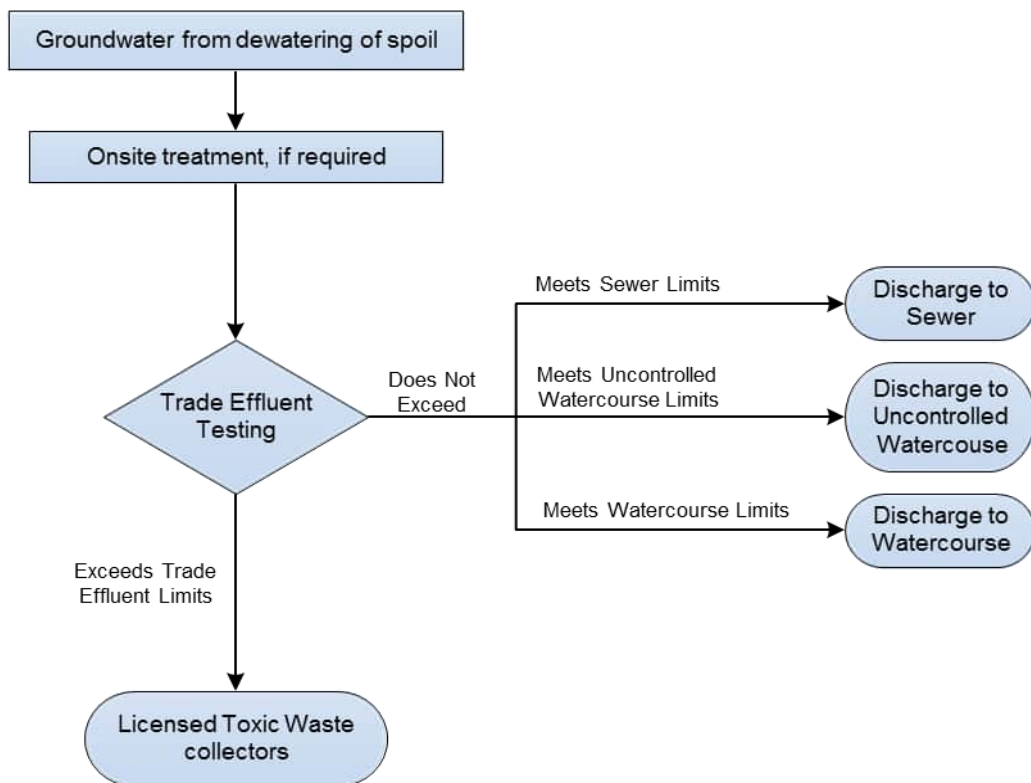 Groundwater from dewatering of spoil
Onsite treatment, if required
Trade Effluent
Testing
Does Not
Exceed
Meets Sewer Limits
Discharge to
Sewer
Meets Uncontrolled
Watercourse Limits
Discharge to
Uncontrolled
Watercouse
Meets Watercourse Limits
Discharge to
Watercourse
Exceeds Trade
Effluent Limits
Licensed Toxic Waste
collectors